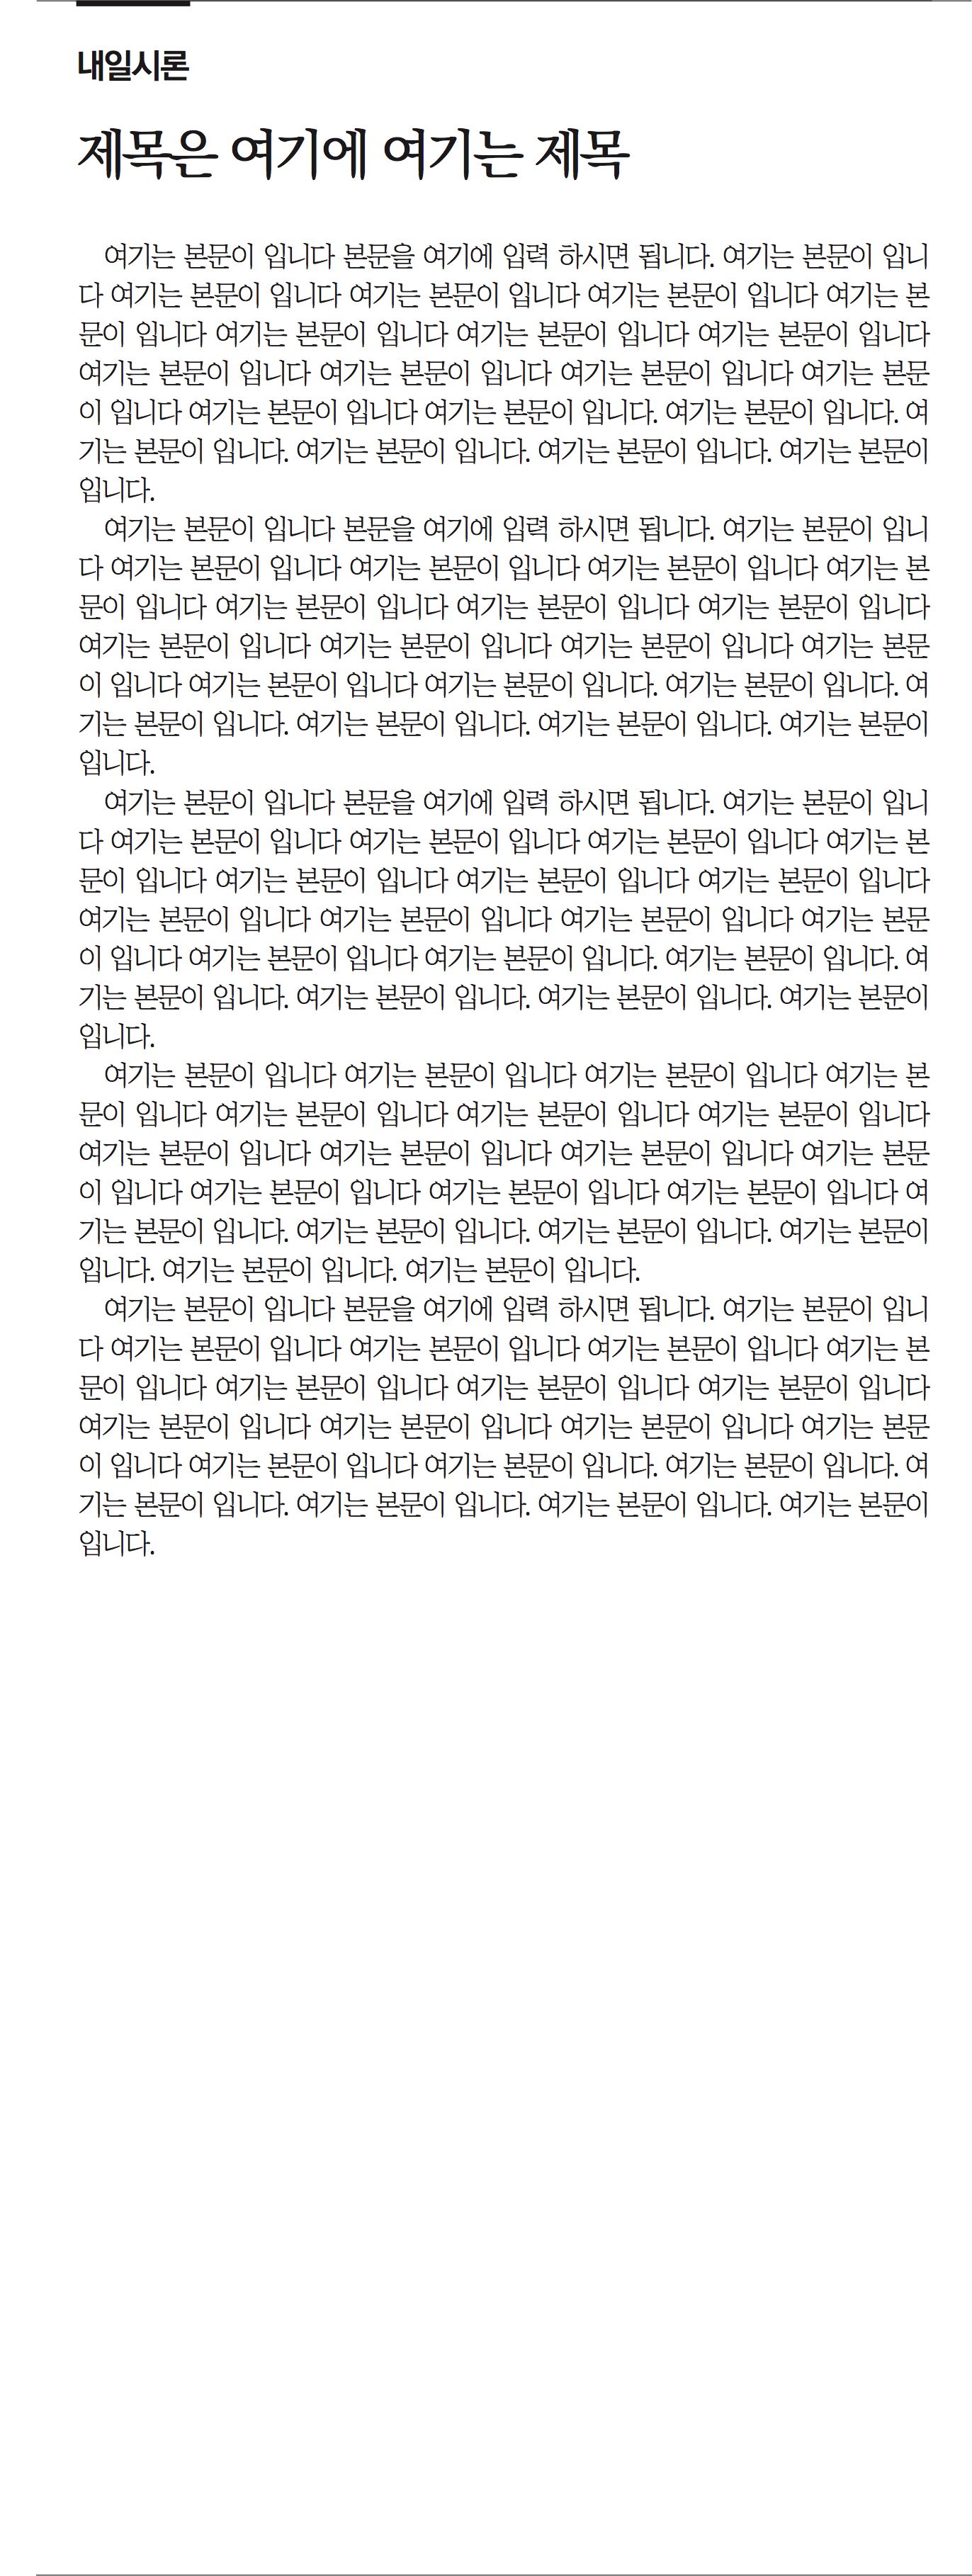 내일시론
제목은 여기에 여기는 제목
여기는 본문이 입니다 본문을 여기에 입력 하시면 됩니다. 여기는 본문이 입니
다 여기는 본문이 입니다 여기는 본문이 입니다 여기는 본문이 입니다 여기는 본
문이 입니다 여기는 본문이 입니다 여기는 본문이 입니다 여기는 본문이 입니다
여기는 본문이 입니다 여기는 본문이 입니다 여기는 본문이 입니다 여기는 본문
이 입니다 여기는 본문이 입니다 여기는 본문이 입니다. 여기는 본문이 입니다. 여
기는 본문이 입니다. 여기는 본문이 입니다. 여기는 본문이 입니다. 여기는 본문이
입니다.
여기는 본문이 입니다 본문을 여기에 입력 하시면 됩니다. 여기는 본문이 입니
다 여기는 본문이 입니다 여기는 본문이 입니다 여기는 본문이 입니다 여기는 본
문이 입니다 여기는 본문이 입니다 여기는 본문이 입니다 여기는 본문이 입니다
여기는 본문이 입니다 여기는 본문이 입니다 여기는 본문이 입니다 여기는 본문
이 입니다 여기는 본문이 입니다 여기는 본문이 입니다. 여기는 본문이 입니다. 여
기는 본문이 입니다. 여기는 본문이 입니다. 여기는 본문이 입니다. 여기는 본문이
입니다.
여기는 본문이 입니다 본문을 여기에 입력 하시면 됩니다. 여기는 본문이 입니
다 여기는 본문이 입니다 여기는 본문이 입니다 여기는 본문이 입니다 여기는 본
문이 입니다 여기는 본문이 입니다 여기는 본문이 입니다 여기는 본문이 입니다
여기는 본문이 입니다 여기는 본문이 입니다 여기는 본문이 입니다 여기는 본문
이 입니다 여기는 본문이 입니다 여기는 본문이 입니다. 여기는 본문이 입니다. 여
기는 본문이 입니다. 여기는 본문이 입니다. 여기는 본문이 입니다. 여기는 본문이
입니다.
여기는 본문이 입니다 여기는 본문이 입니다 여기는 본문이 입니다 여기는 본
문이 입니다 여기는 본문이 입니다 여기는 본문이 입니다 여기는 본문이 입니다
여기는 본문이 입니다 여기는 본문이 입니다 여기는 본문이 입니다 여기는 본문
이 입니다 여기는 본문이 입니다 여기는 본문이 입니다 여기는 본문이 입니다 여
기는 본문이 입니다. 여기는 본문이 입니다. 여기는 본문이 입니다. 여기는 본문이
입니다. 여기는 본문이 입니다. 여기는 본문이 입니다.
여기는 본문이 입니다 본문을 여기에 입력 하시면 됩니다. 여기는 본문이 입니
다 여기는 본문이 입니다 여기는 본문이 입니다 여기는 본문이 입니다 여기는 본
문이 입니다 여기는 본문이 입니다 여기는 본문이 입니다 여기는 본문이 입니다
여기는 본문이 입니다 여기는 본문이 입니다 여기는 본문이 입니다 여기는 본문
이 입니다 여기는 본문이 입니다 여기는 본문이 입니다. 여기는 본문이 입니다. 여
기는 본문이 입니다. 여기는 본문이 입니다. 여기는 본문이 입니다. 여기는 본문이
입니다.